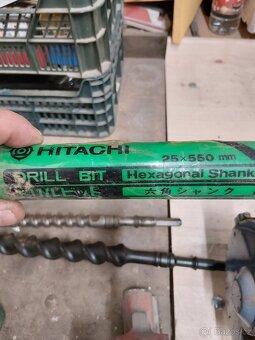 HITACHI 25×550 mm
DRILL BIT Hexagonal Shank
六角シャンク